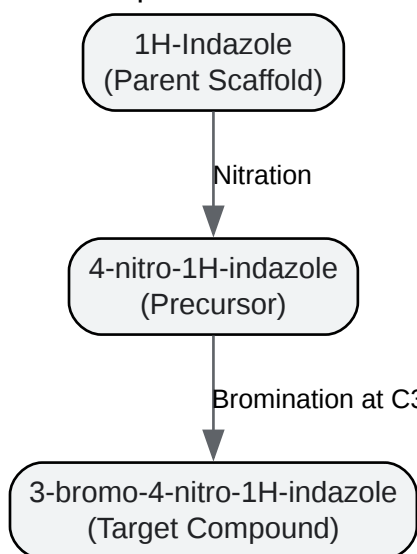 1H-Indazole
(Parent Scaffold)
Nitration
4-nitro-1H-indazole
(Precursor)
Bromination at C3
3-bromo-4-nitro-1H-indazole
(Target Compound)